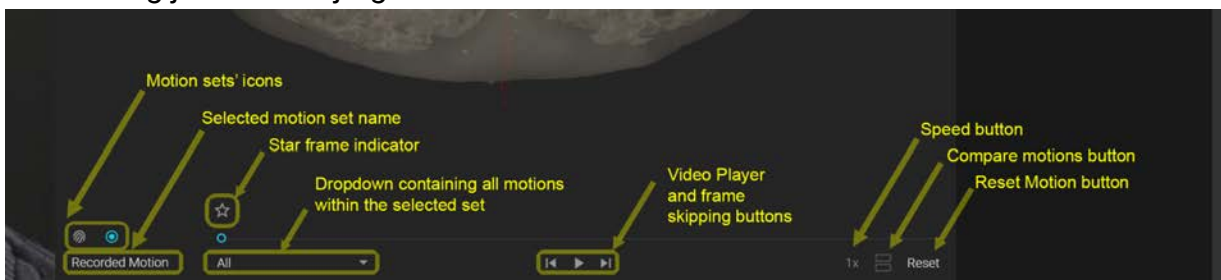 Motion sets' icons
Selected motion set name
Star frame indicator
Dropdown containing all motions
within the selected set
Video Player
and frame
skipping buttons
Speed button
Compare motions button
Reset Motion button
Recorded Motion
All
1x
Reset